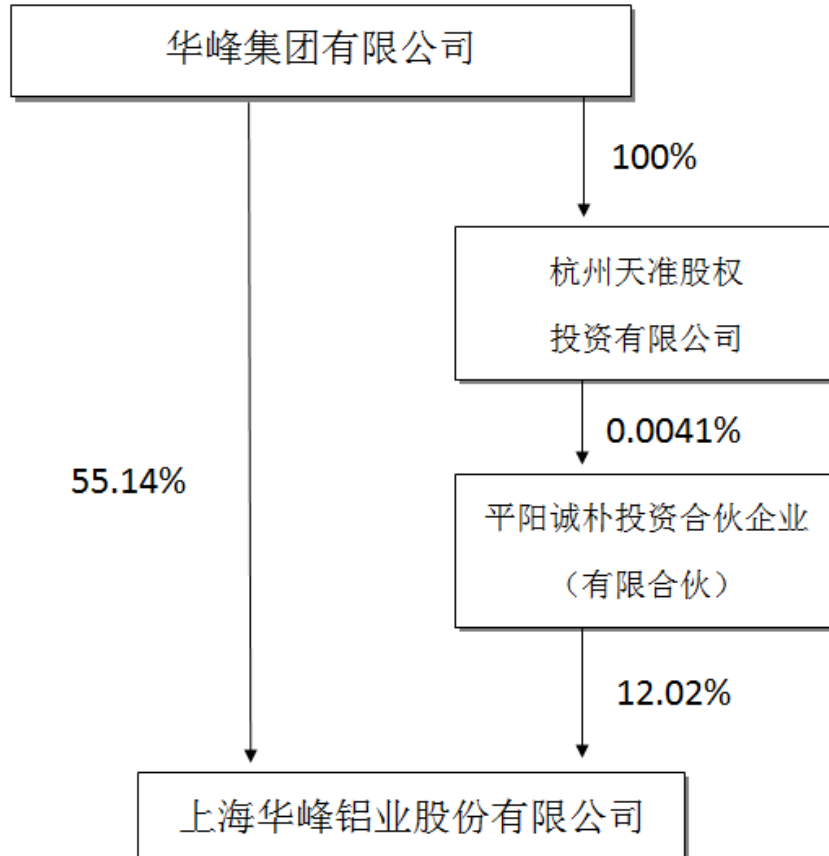 华峰集团有限公司
100%
杭州天准股权
投资有限公司
0.0041%
55.14%
平阳诚朴投资合伙企业
（有限合伙）
12.02%
上海华峰铝业股份有限公司